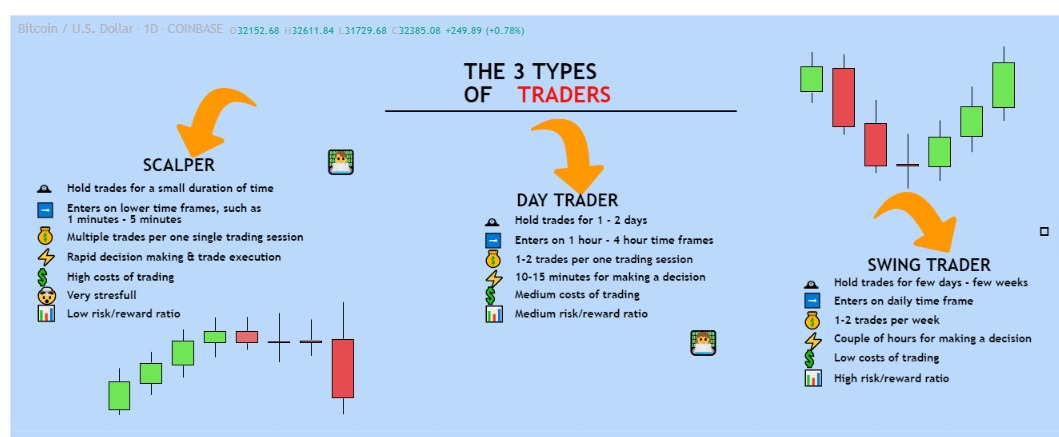 Bitcoin / U.S. Dollar · 1D · COINBASE O32152.68 H32611.84 L31729.68 C32385.08 +249.89 (+0.78%)
THE 3 TYPES
OF TRADERS
SCALPER
Hold trades for a small duration of time
Enters on lower time frames, such as
1 minutes - 5 minutes
Multiple trades per one single trading session
Rapid decision making & trade execution
High costs of trading
Very stresfull
Low risk/reward ratio
DAY TRADER
Hold trades for 1 - 2 days
Enters on 1 hour - 4 hour time frames
1-2 trades per one trading session
10-15 minutes for making a decision
Medium costs of trading
Medium risk/reward ratio
SWING TRADER
Hold trades for few days - few weeks
Enters on daily time frame
1-2 trades per week
Couple of hours for making a decision
Low costs of trading
High risk/reward ratio